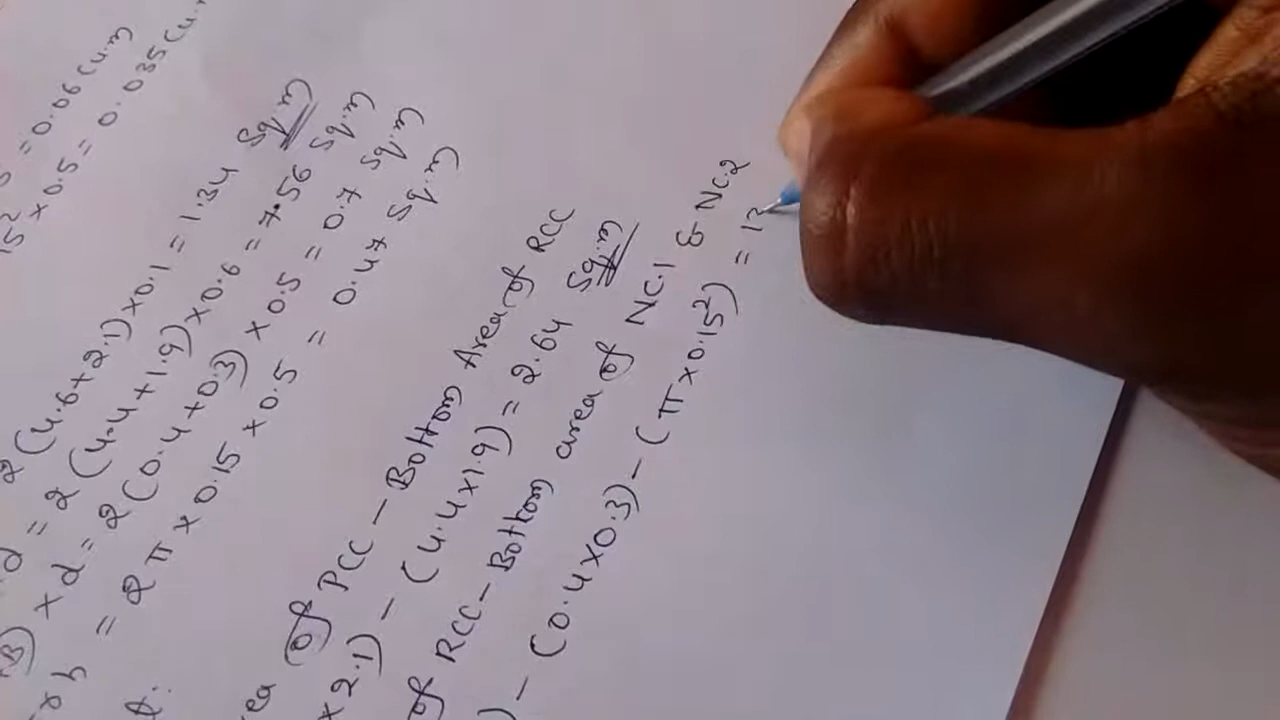 = 0.06 Cu.m
15² × 0.5 = 0.035 Cu.
2 (4.6+2.1) × 0.1 = 1.34 Sq.m
d = 2 (4.4+1.9) × 0.6 = 7.56 Sq.m
B) × d = 2 (0.4+0.3) × 0.5 = 0.7 Sq.m
= 2 π × 0.15 × 0.5 = 0.47 Sq.m
of PCC - Bottom Area of RCC
× 2.1) - (4.4×1.9) = 2.64 Sq.m
of RCC - Bottom area of NC.1 & NC.2
) - (0.4×0.3) - (π×0.15²) = 12